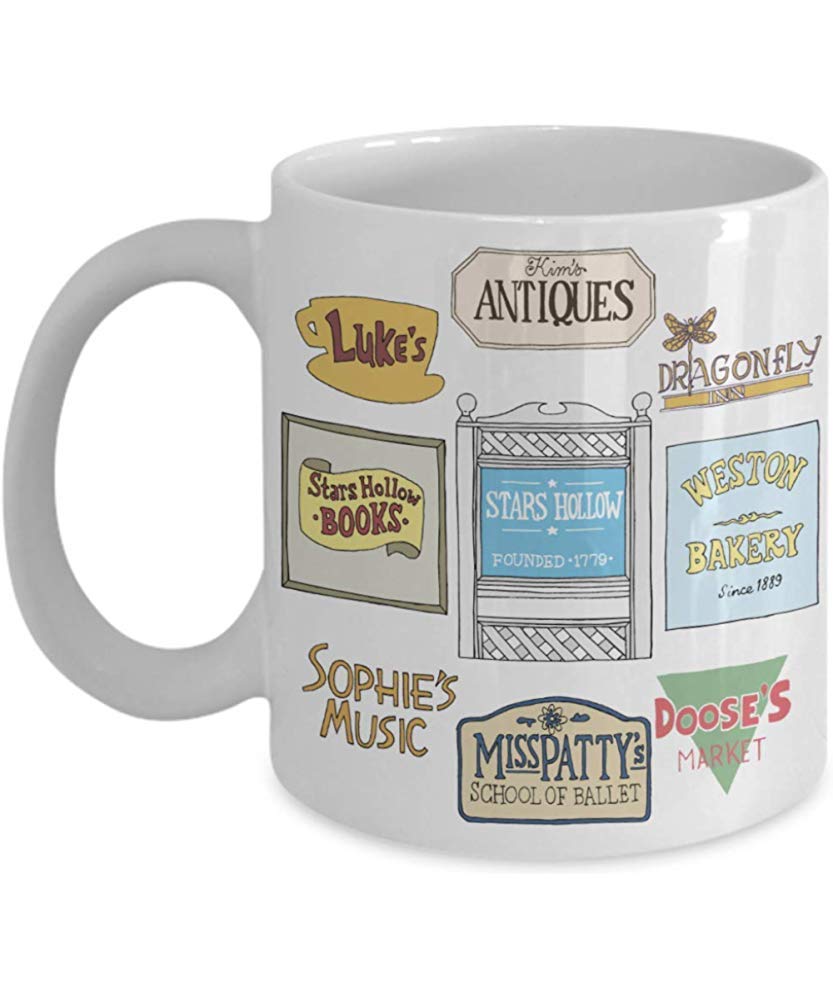 Kim's
ANTIQUES
LUKE'S
DRAGONFLY
INN
Stars Hollow
·BOOKS·
STARS HOLLOW
FOUNDED·1779·
WESTON
BAKERY
Since 1889
SOPHIE'S
MUSIC
MISS PATTY's
SCHOOL OF BALLET
DOOSE'S
MARKET